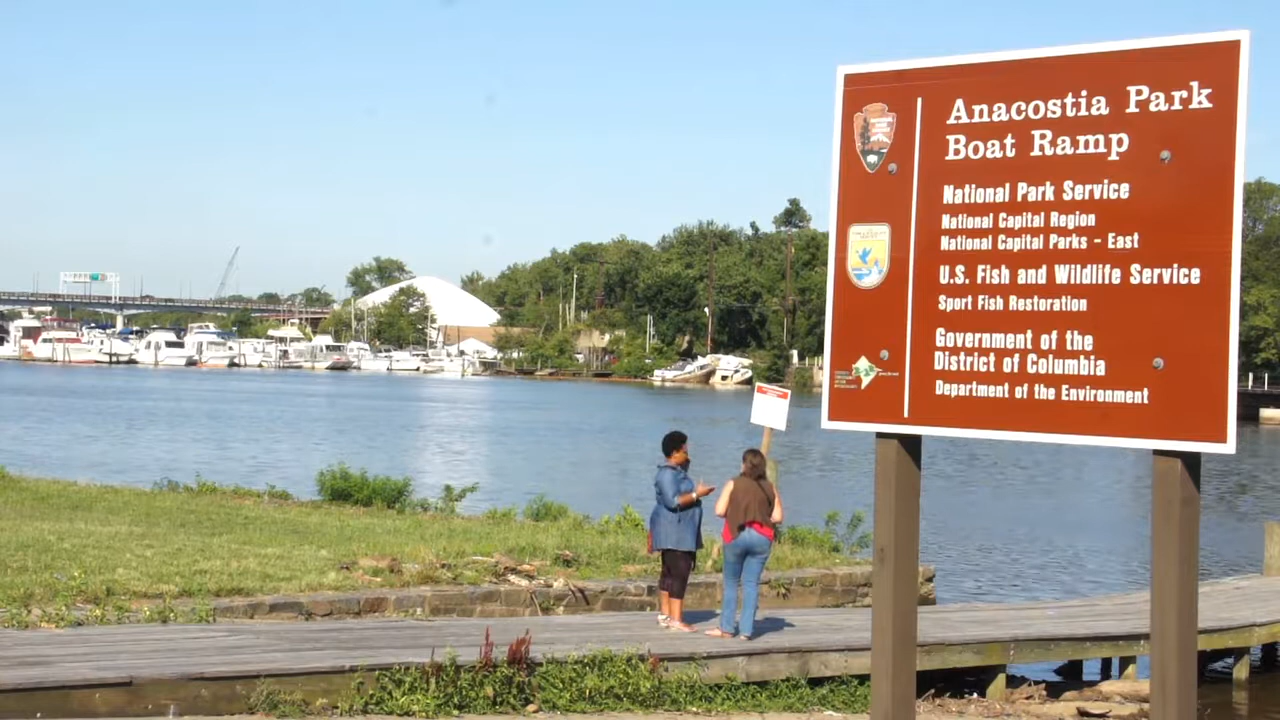 Anacostia Park
Boat Ramp
National Park Service
National Capital Region
National Capital Parks - East
U.S. Fish and Wildlife Service
Sport Fish Restoration
Government of the
District of Columbia
Department of the Environment